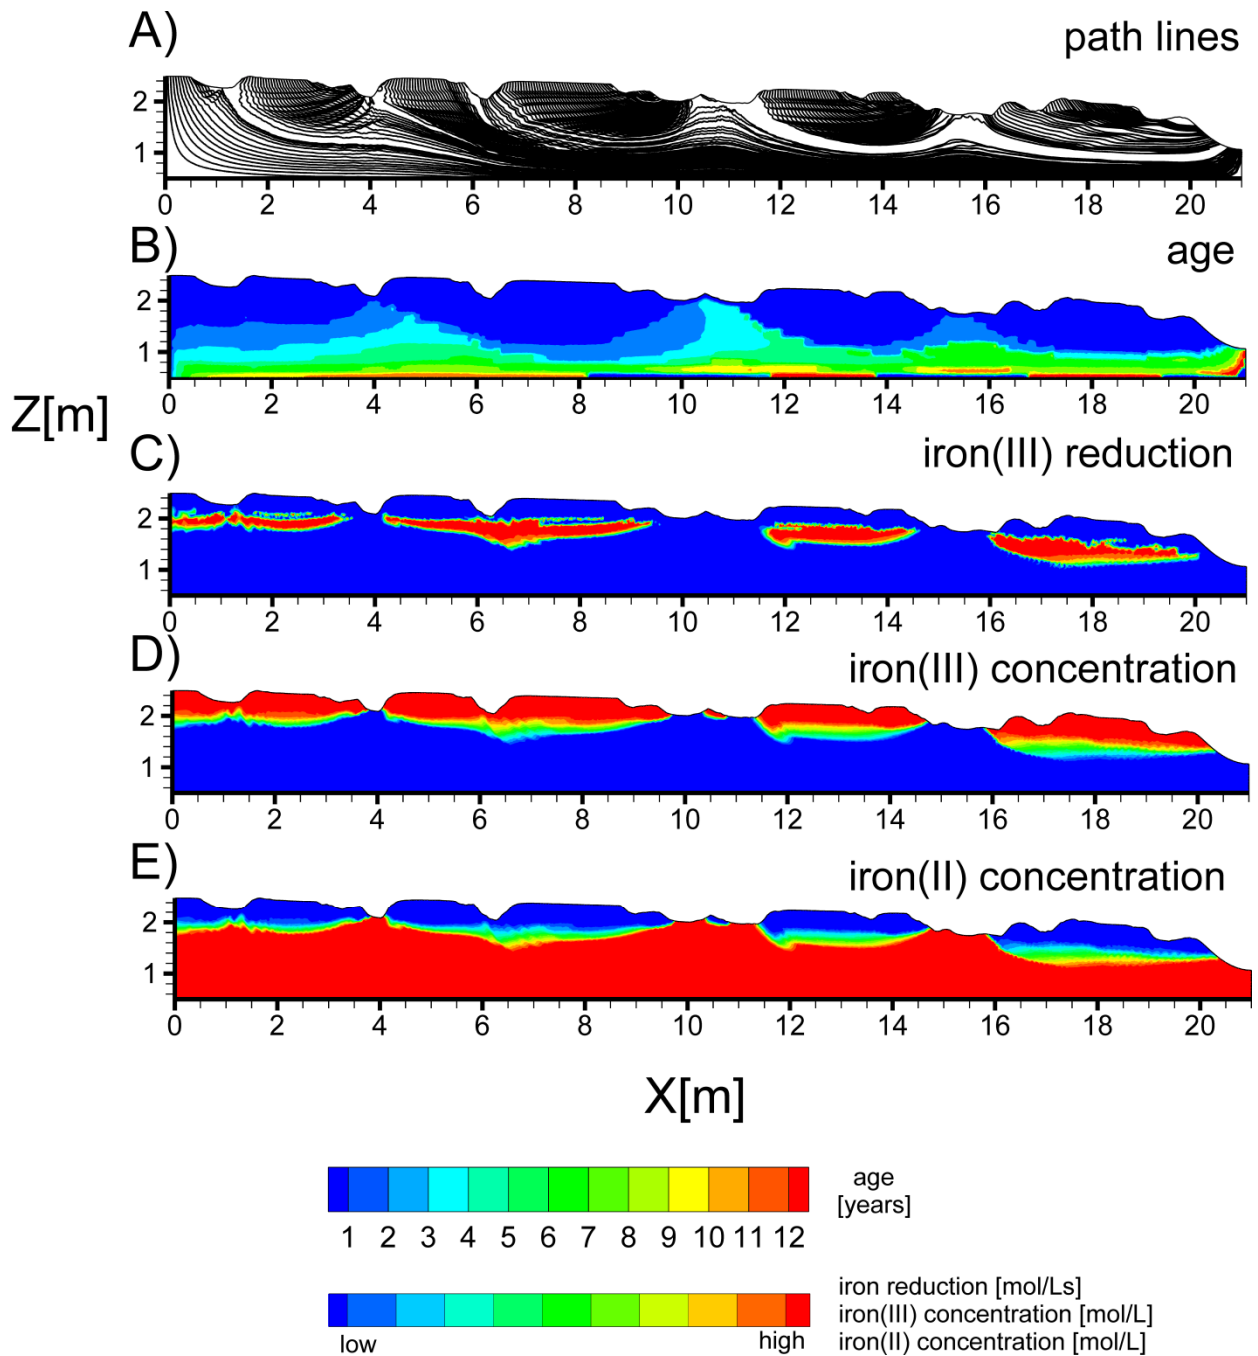 A)
path lines
2
1
0 2 4 6 8 10 12 14 16 18 20
B)
age
2
1
0 2 4 6 8 10 12 14 16 18 20
Z[m]
C)
iron(III) reduction
2
1
0 2 4 6 8 10 12 14 16 18 20
D)
iron(III) concentration
2
1
0 2 4 6 8 10 12 14 16 18 20
E)
iron(II) concentration
2
1
0 2 4 6 8 10 12 14 16 18 20
X[m]
age
[years]
1 2 3 4 5 6 7 8 9 10 11 12
iron reduction [mol/Ls]
iron(III) concentration [mol/L]
iron(II) concentration [mol/L]
low high